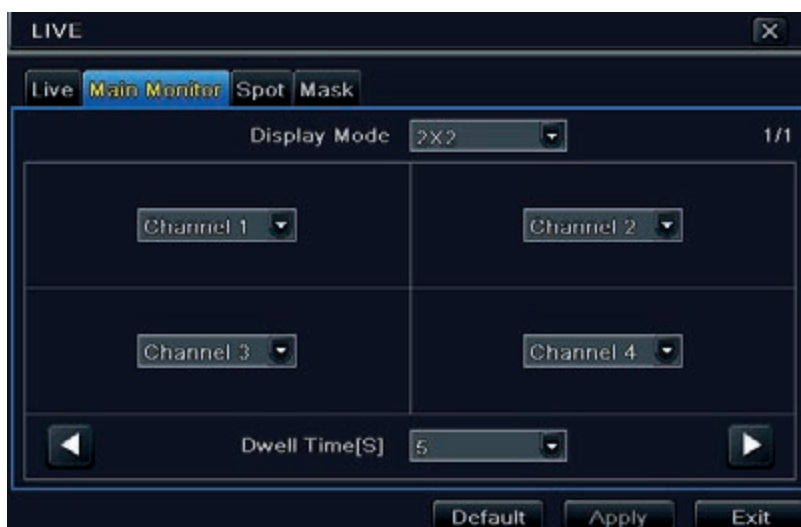 LIVE
Live Main Monitor Spot Mask
Display Mode 2X2 1/1
Channel 1 Channel 2
Channel 3 Channel 4
Dwell Time[S] 5
Default Apply Exit